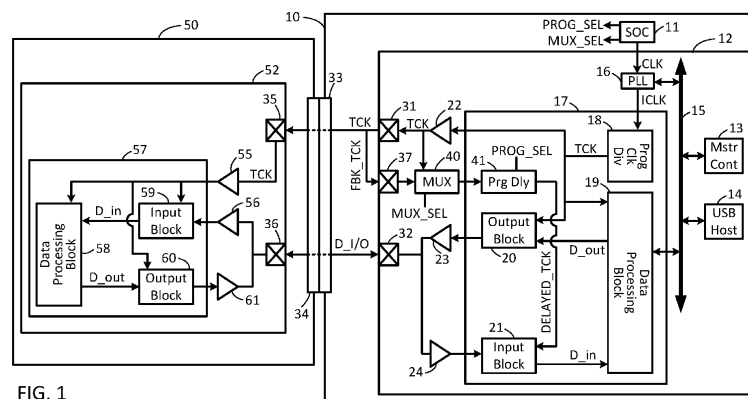 50
10
PROG_SEL
MUX_SEL
SOC
11
12
CLK
16
PLL
ICLK
52
33
17
15
35
TCK
31
TCK
22
18
Prog
Clk
Div
13
Mstr
Cont
57
55
TCK
FBK_TCK
37
40
MUX
41
PROG_SEL
Prg Dly
TCK
19
14
USB
Host
59
56
D_in
Input
Block
MUX_SEL
Data
Processing
Block
58
36
D_I/O
32
Output
Block
23
20
D_out
DELAYED_TCK
Data
Processing
Block
60
D_out
Output
Block
61
21
Input
Block
D_in
34
24
FIG. 1